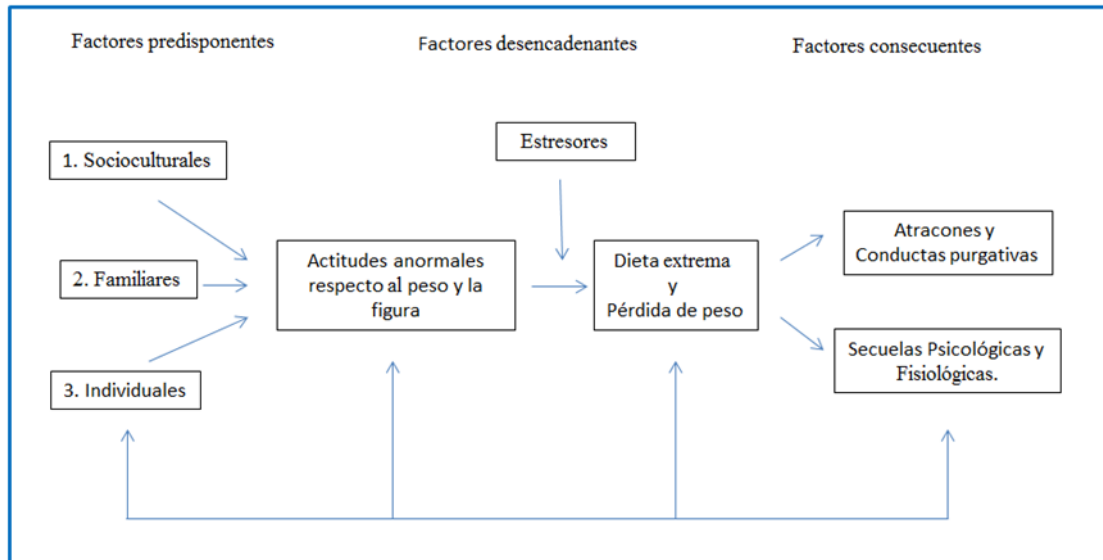 Factores predisponentes
Factores desencadenantes
Factores consecuentes
1. Socioculturales
2. Familiares
3. Individuales
Actitudes anormales
respecto al peso y la
figura
Estresores
Dieta extrema
y
Pérdida de peso
Atracones y
Conductas purgativas
Secuelas Psicológicas y
Fisiológicas.